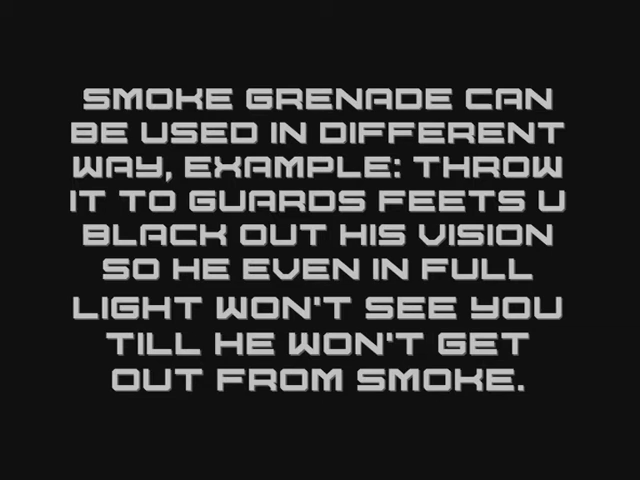 SMOKE GRENADE CAN
BE USED IN DIFFERENT
WAY, EXAMPLE: THROW
IT TO GUARDS FEETS U
BLACK OUT HIS VISION
SO HE EVEN IN FULL
LIGHT WON'T SEE YOU
TILL HE WON'T GET
OUT FROM SMOKE.